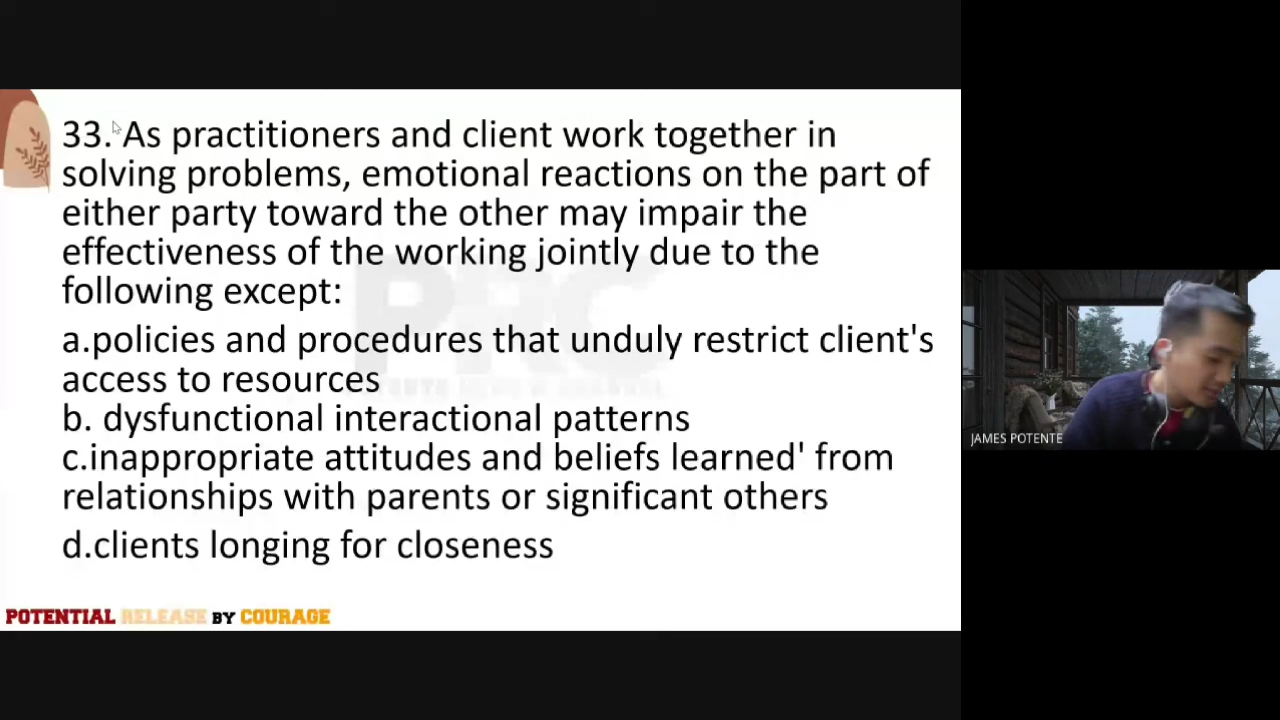 33. As practitioners and client work together in
solving problems, emotional reactions on the part of
either party toward the other may impair the
effectiveness of the working jointly due to the
following except:
a.policies and procedures that unduly restrict client's
access to resources
b. dysfunctional interactional patterns
c.inappropriate attitudes and beliefs learned' from
relationships with parents or significant others
d.clients longing for closeness
POTENTIAL RELEASE BY COURAGE
JAMES POTENTE
PRC